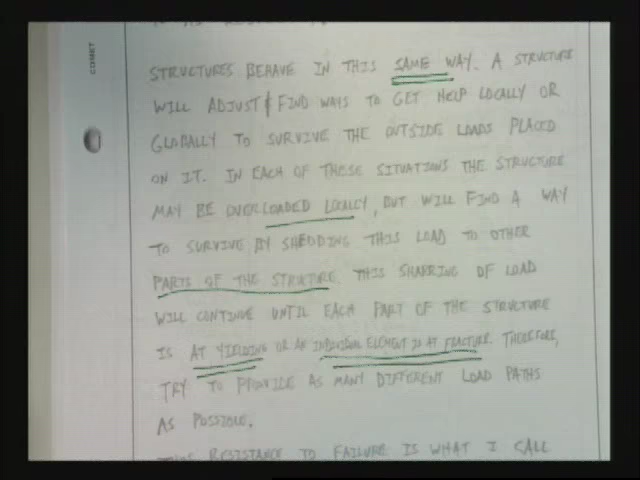 COMET
STRUCTURES BEHAVE IN THIS SAME WAY. A STRUCTURE
WILL ADJUST & FIND WAYS TO GET HELP LOCALLY OR
GLOBALLY TO SURVIVE THE OUTSIDE LOADS PLACED
ON IT. IN EACH OF THESE SITUATIONS THE STRUCTURE
MAY BE OVERLOADED LOCALLY, BUT WILL FIND A WAY
TO SURVIVE BY SHEDDING THIS LOAD TO OTHER
PARTS OF THE STRUCTURE. THIS SHARRING OF LOAD
WILL CONTINUE UNTIL EACH PART OF THE STRUCTURE
IS AT YIELDING OR AN INDIVIDUAL ELEMENT IS AT FRACTURE. THEREFORE,
TRY TO PROVIDE AS MANY DIFFERENT LOAD PATHS
AS POSSIBLE.
THIS RESISTANCE TO FAILURE IS WHAT I CALL